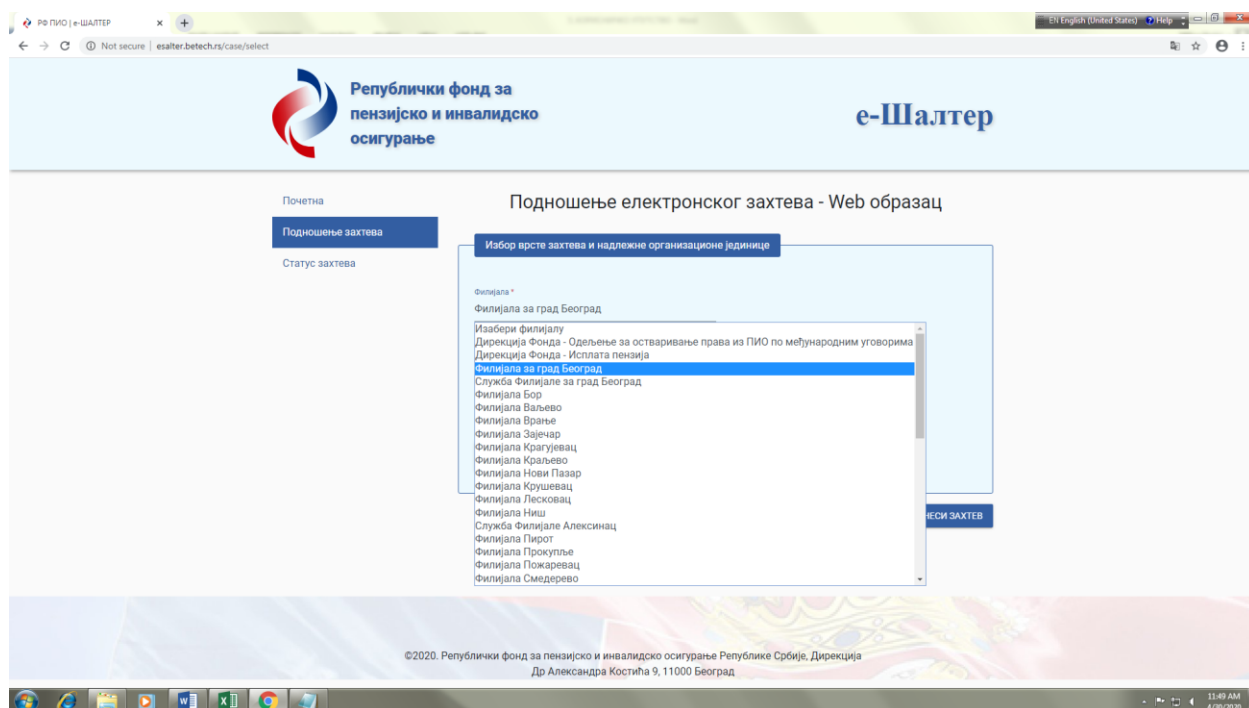 РФ ПИО | е-ШАЛТЕР
EN English (United States)
Help
Not secure | esalter.betech.rs/case/select
Републички фонд за
пензијско и инвалидско
осигурање
е-Шалтер
Почетна
Подношење захтева
Статус захтева
Подношење електронског захтева - Web образац
Избор врсте захтева и надлежне организационе јединице
Филијала *
Филијала за град Београд
Изабери филијалу
Дирекција Фонда - Одељење за остваривање права из ПИО по међународним уговорима
Дирекција Фонда - Исплата пензија
Филијала за град Београд
Служба Филијале за град Београд
Филијала Бор
Филијала Ваљево
Филијала Врање
Филијала Зајечар
Филијала Крагујевац
Филијала Краљево
Филијала Нови Пазар
Филијала Крушевац
Филијала Лесковац
Филијала Ниш
Служба Филијале Алексинац
Филијала Пирот
Филијала Прокупље
Филијала Пожаревац
Филијала Смедерево
НЕСИ ЗАХТЕВ
©2020. Републички фонд за пензијско и инвалидско осигурање Републике Србије, Дирекција
Др Александра Костића 9, 11000 Београд
11:49 AM
4/30/2020